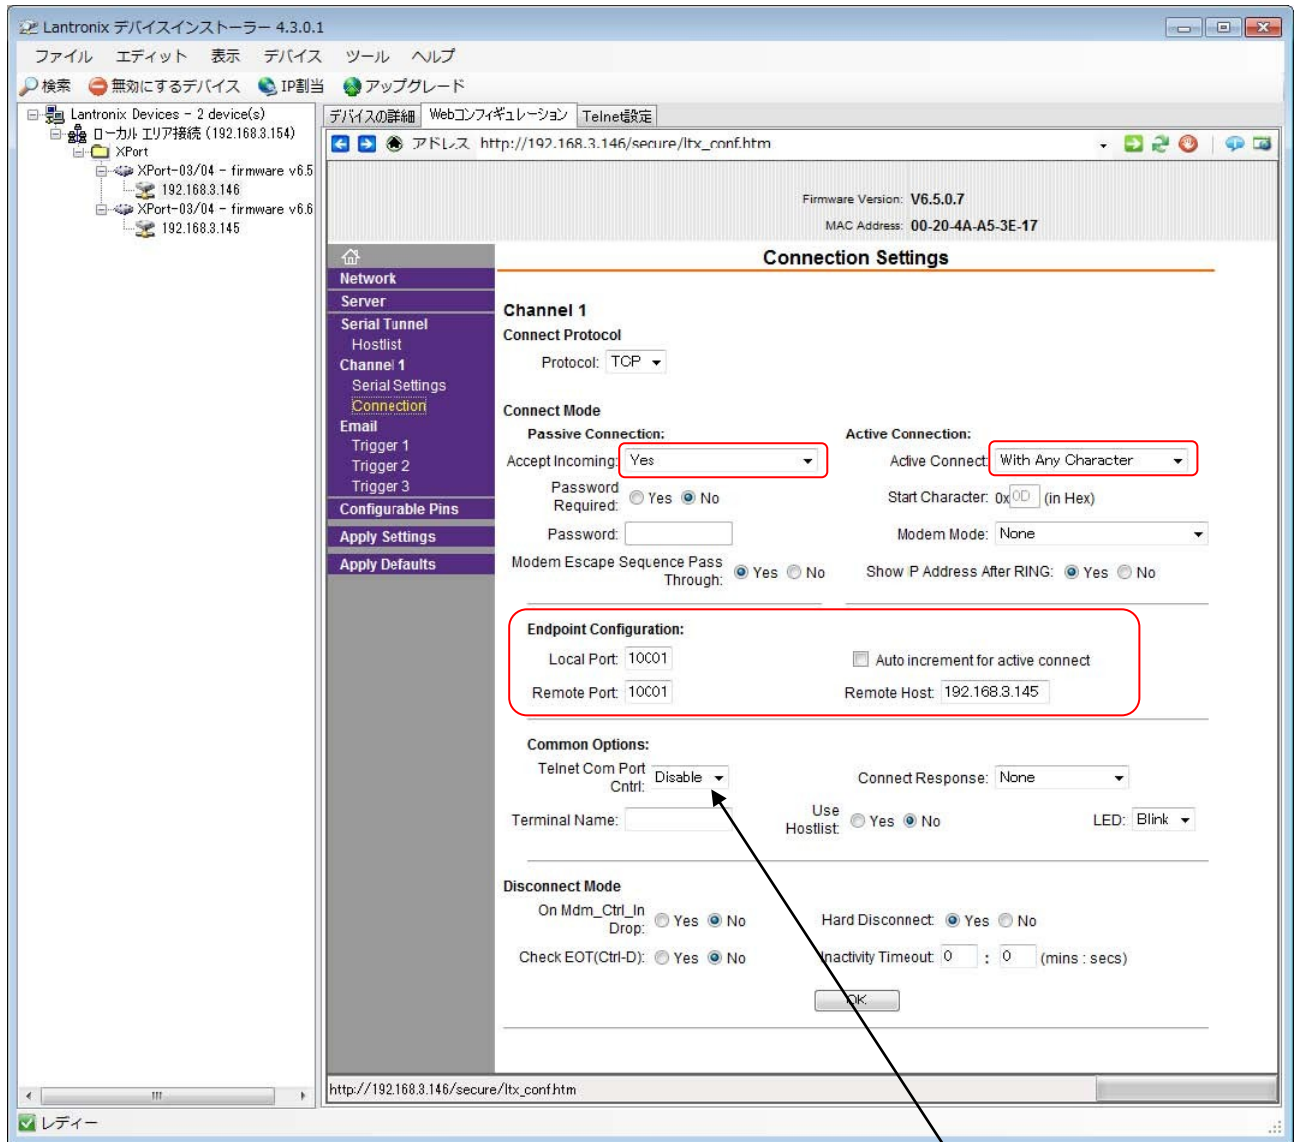 Lantronix デバイスインストーラー 4.3.0.1
ファイル エディット 表示 デバイス ツール ヘルプ
検索 無効にするデバイス IP割当 アップグレード
Lantronix Devices - 2 device(s)
ローカル エリア接続 (192.168.3.154)
XPort
XPort-03/04 - firmware v6.5
192.168.3.146
XPort-03/04 - firmware v6.6
192.168.3.145
デバイスの詳細 Webコンフィギュレーション Telnet設定
アドレス http://192.168.3.146/secure/ltx_conf.htm
Firmware Version: V6.5.0.7
MAC Address: 00-20-4A-A5-3E-17
Network
Server
Serial Tunnel
Hostlist
Channel 1
Serial Settings
Connection
Email
Trigger 1
Trigger 2
Trigger 3
Configurable Pins
Apply Settings
Apply Defaults
Connection Settings
Channel 1
Connect Protocol
Protocol: TCP
Connect Mode
Passive Connection: Active Connection:
Accept Incoming: Yes Active Connect: With Any Character
Password Required: Yes No Start Character: 0x0D (in Hex)
Password: Modem Mode: None
Modem Escape Sequence Pass Through: Yes No Show IP Address After RING: Yes No
Endpoint Configuration:
Local Port: 10001 Auto increment for active connect
Remote Port: 10001 Remote Host: 192.168.3.145
Common Options:
Telnet Com Port Cntrl: Disable Connect Response: None
Terminal Name: Use Hostlist: Yes No LED: Blink
Disconnect Mode
On Mdm_Ctrl_In Drop: Yes No Hard Disconnect: Yes No
Check EOT(Ctrl-D): Yes No Inactivity Timeout: 0 : 0 (mins : secs)
OK
http://192.168.3.146/secure/ltx_conf.htm
レディー